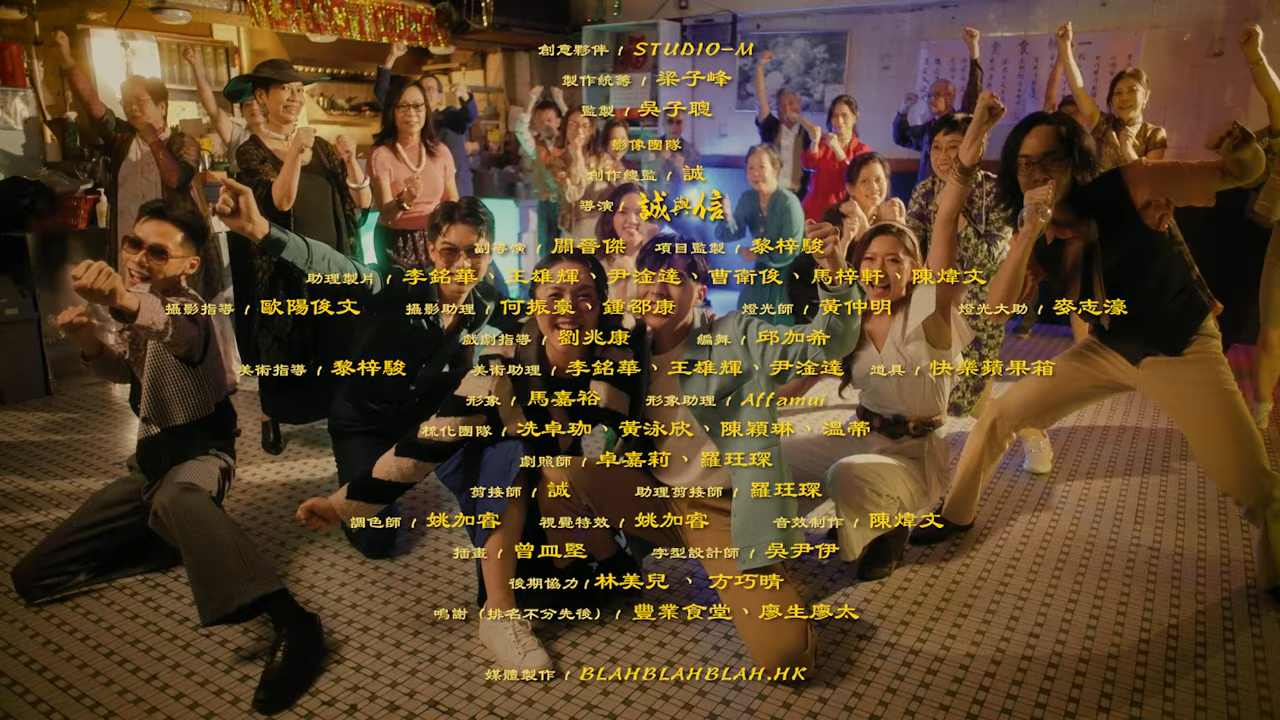 創意夥伴 / STUDIO-M
製作統籌 / 梁子峰
監製 / 吳子聰
影像團隊
創作總監 / 誠
導演 / 誠與信
副導演 / 關晉傑 項目監製 / 黎梓駿
助理製片 / 李銘華、王雄輝、尹淦達、曹衛俊、馬梓軒、陳煒文
攝影指導 / 歐陽俊文 攝影助理 / 何振豪、鍾邵康 燈光師 / 黃仲明 燈光大助 / 麥志濠
戲劇指導 / 劉兆康 編舞 / 邱加希
美術指導 / 黎梓駿 美術助理 / 李銘華、王雄輝、尹淦達 道具 / 快樂蘋果箱
形象 / 馬嘉裕 形象助理 / Affamui
梳化團隊 / 冼卓珈、黃泳欣、陳穎琳、溫蒂
劇照師 / 卓嘉莉、羅玨琛
剪接師 / 誠 助理剪接師 / 羅玨琛
調色師 / 姚加睿 視覺特效 / 姚加睿 音效制作 / 陳煒文
插畫 / 曾皿堅 字型設計師 / 吳尹伊
後期協力 / 林美兒 、 方巧晴
鳴謝（排名不分先後） / 豐業食堂、廖生廖太
媒體製作 / BLAHBLAHBLAH.HK